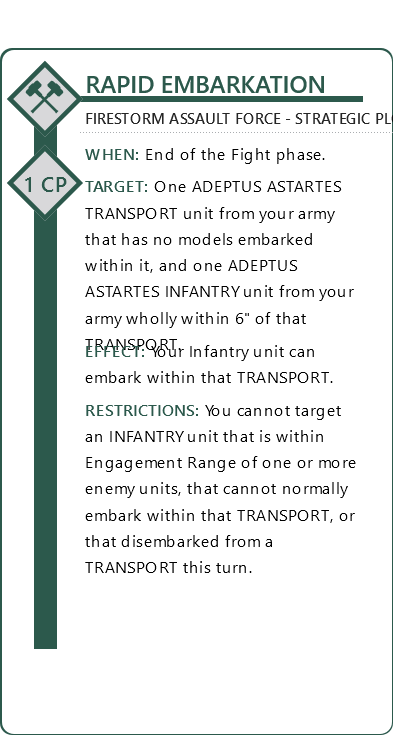 RAPID EMBARKATION
FIRESTORM ASSAULT FORCE - STRATEGIC PL
WHEN: End of the Fight phase.
1 CP
TARGET: One ADEPTUS ASTARTES
TRANSPORT unit from your army
that has no models embarked
within it, and one ADEPTUS
ASTARTES INFANTRY unit from your
army wholly within 6" of that
TRANSPORT.
EFFECT: Your Infantry unit can
embark within that TRANSPORT.
RESTRICTIONS: You cannot target
an INFANTRY unit that is within
Engagement Range of one or more
enemy units, that cannot normally
embark within that TRANSPORT, or
that disembarked from a
TRANSPORT this turn.